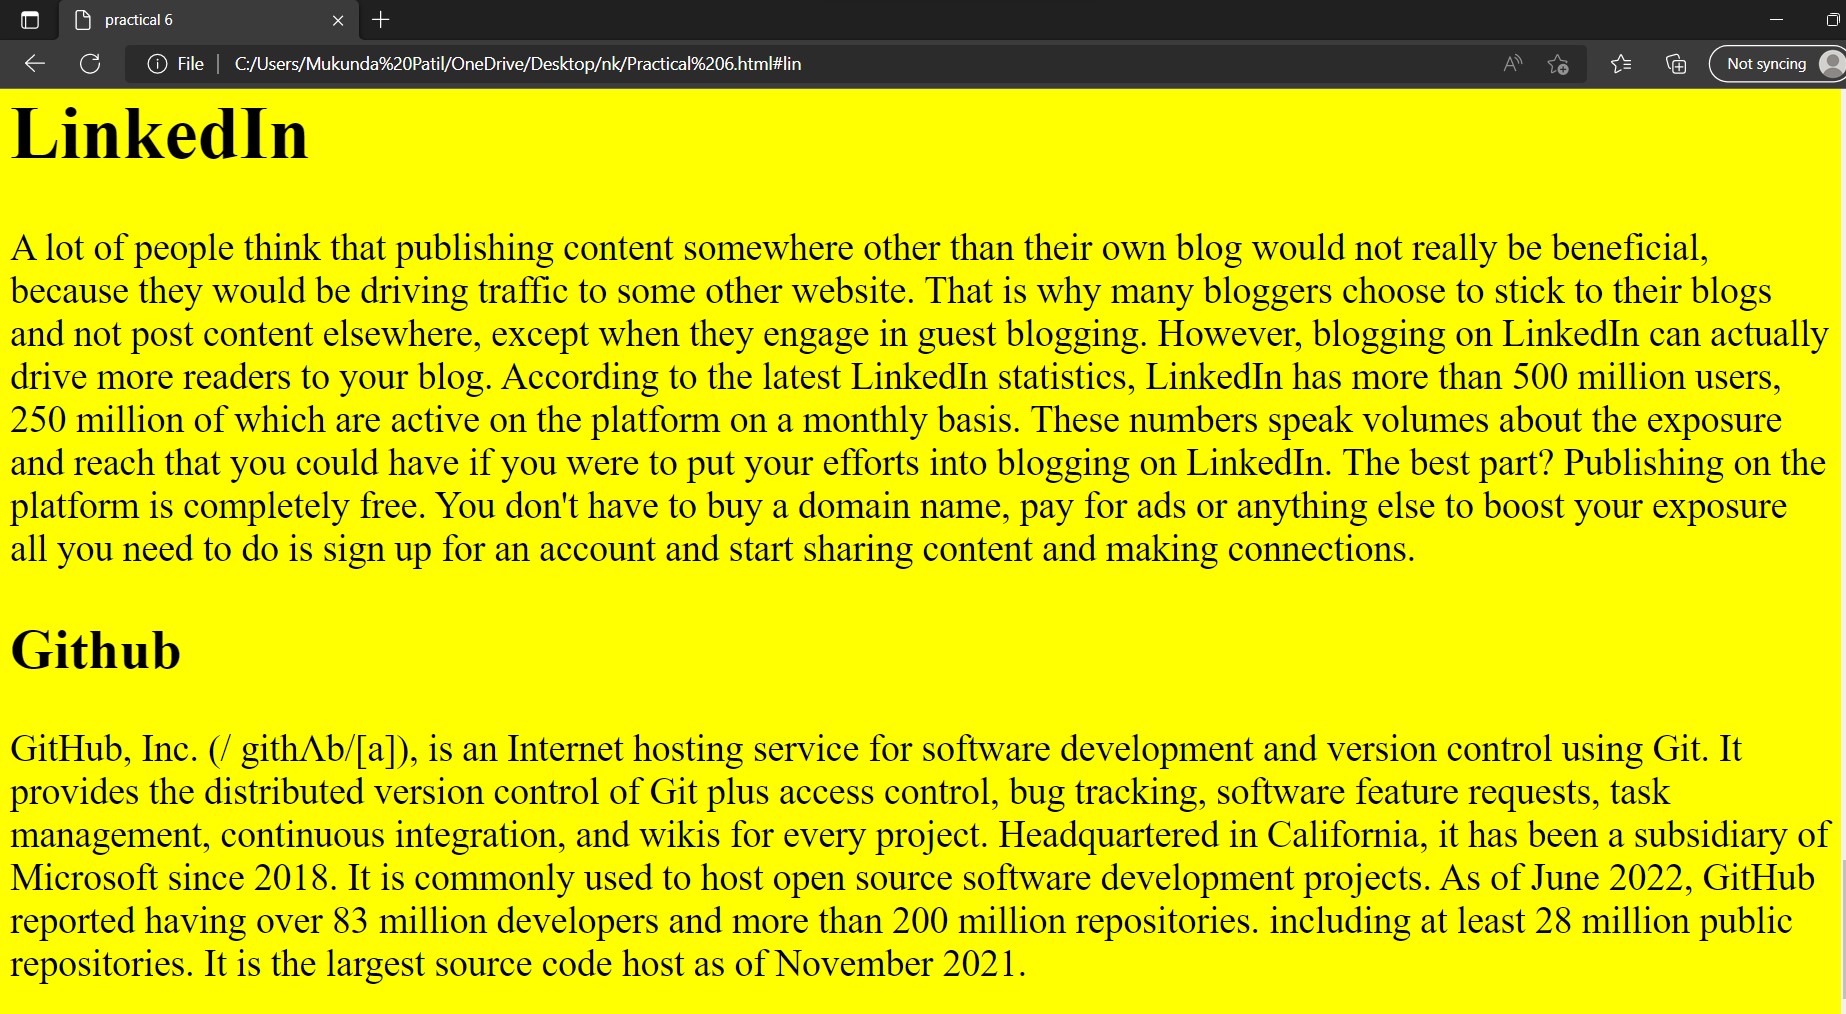 practical 6
File
C:/Users/Mukunda%20Patil/OneDrive/Desktop/nk/Practical%206.html#lin
Not syncing
LinkedIn
A lot of people think that publishing content somewhere other than their own blog would not really be beneficial,
because they would be driving traffic to some other website. That is why many bloggers choose to stick to their blogs
and not post content elsewhere, except when they engage in guest blogging. However, blogging on LinkedIn can actually
drive more readers to your blog. According to the latest LinkedIn statistics, LinkedIn has more than 500 million users,
250 million of which are active on the platform on a monthly basis. These numbers speak volumes about the exposure
and reach that you could have if you were to put your efforts into blogging on LinkedIn. The best part? Publishing on the
platform is completely free. You don't have to buy a domain name, pay for ads or anything else to boost your exposure
all you need to do is sign up for an account and start sharing content and making connections.
Github
GitHub, Inc. (/ githɅb/[a]), is an Internet hosting service for software development and version control using Git. It
provides the distributed version control of Git plus access control, bug tracking, software feature requests, task
management, continuous integration, and wikis for every project. Headquartered in California, it has been a subsidiary of
Microsoft since 2018. It is commonly used to host open source software development projects. As of June 2022, GitHub
reported having over 83 million developers and more than 200 million repositories. including at least 28 million public
repositories. It is the largest source code host as of November 2021.